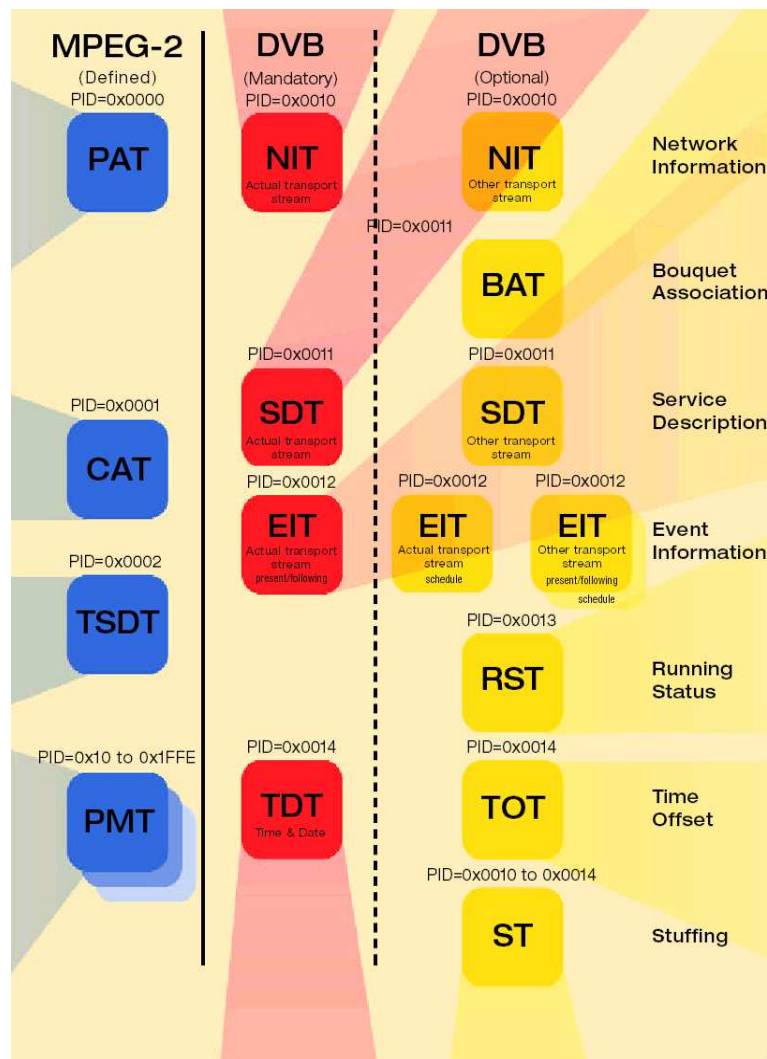 MPEG-2
(Defined)
PID=0x0000
PAT
DVB
(Mandatory)
PID=0x0010
NIT
Actual transport
stream
DVB
(Optional)
PID=0x0010
NIT
Other transport
stream
Network
Information
PID=0x0011
BAT
Bouquet
Association
PID=0x0001
CAT
PID=0x0011
SDT
Actual transport
stream
PID=0x0011
SDT
Other transport
stream
Service
Description
PID=0x0012
EIT
Actual transport
stream
present/following
PID=0x0012
EIT
Actual transport
stream
schedule
PID=0x0012
EIT
Other transport
stream
present/following
schedule
Event
Information
PID=0x0002
TSDT
PID=0x0013
RST
Running
Status
PID=0x10 to 0x1FFE
PMT
PID=0x0014
TDT
Time & Date
PID=0x0014
TOT
Time
Offset
PID=0x0010 to 0x0014
ST
Stuffing